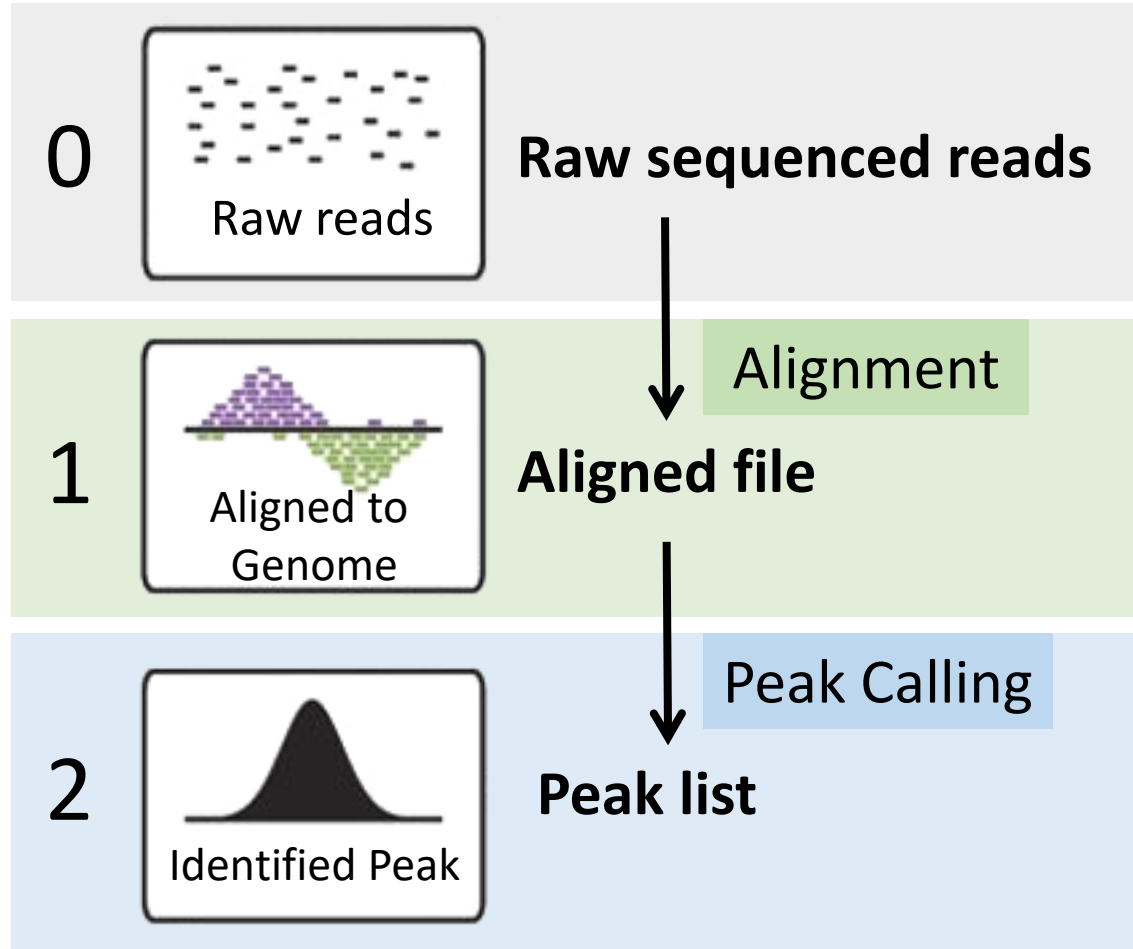 0
Raw reads
Raw sequenced reads
Alignment
1
Aligned to
Genome
Aligned file
Peak Calling
2
Identified Peak
Peak list